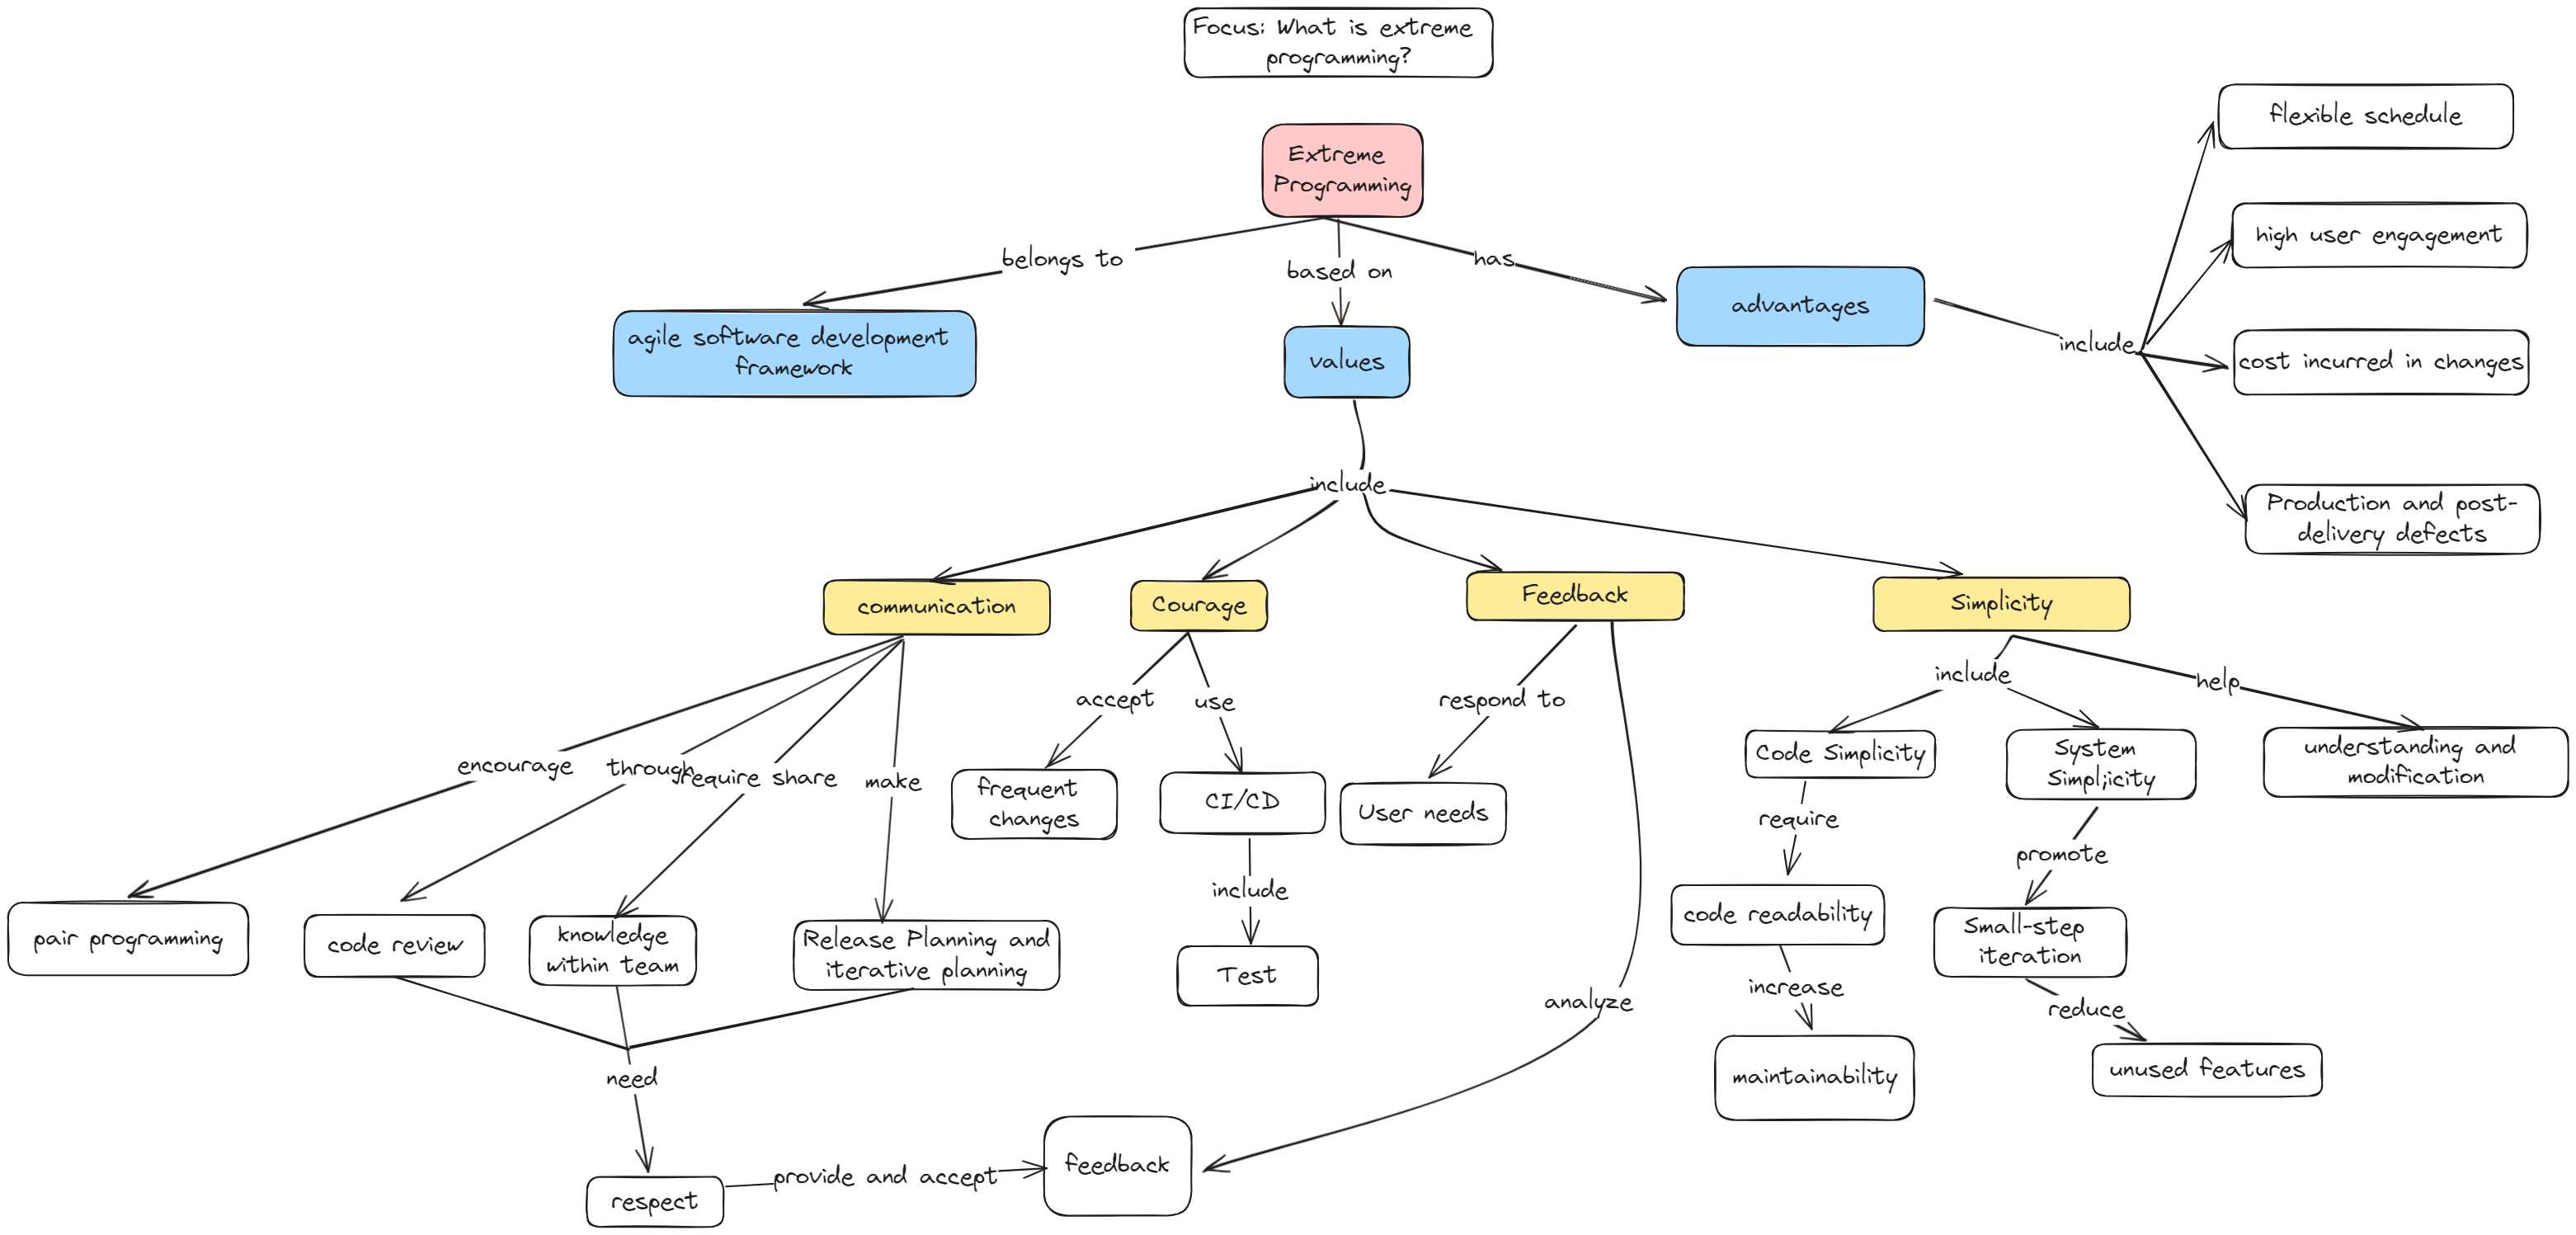 Focus: What is extreme
programming?
Extreme
Programming
belongs to
based on
has
agile software development
framework
values
advantages
include
flexible schedule
high user engagement
cost incurred in changes
Production and post-
delivery defects
include
communication
Courage
Feedback
Simplicity
encourage
through
require share
make
accept
use
respond to
include
help
pair programming
code review
knowledge
within team
Release Planning and
iterative planning
frequent
changes
CI/CD
include
Test
User needs
analyze
Code Simplicity
System
Simpl;icity
understanding and
modification
require
promote
code readability
Small-step
iteration
increase
reduce
maintainability
unused features
need
respect
provide and accept
feedback